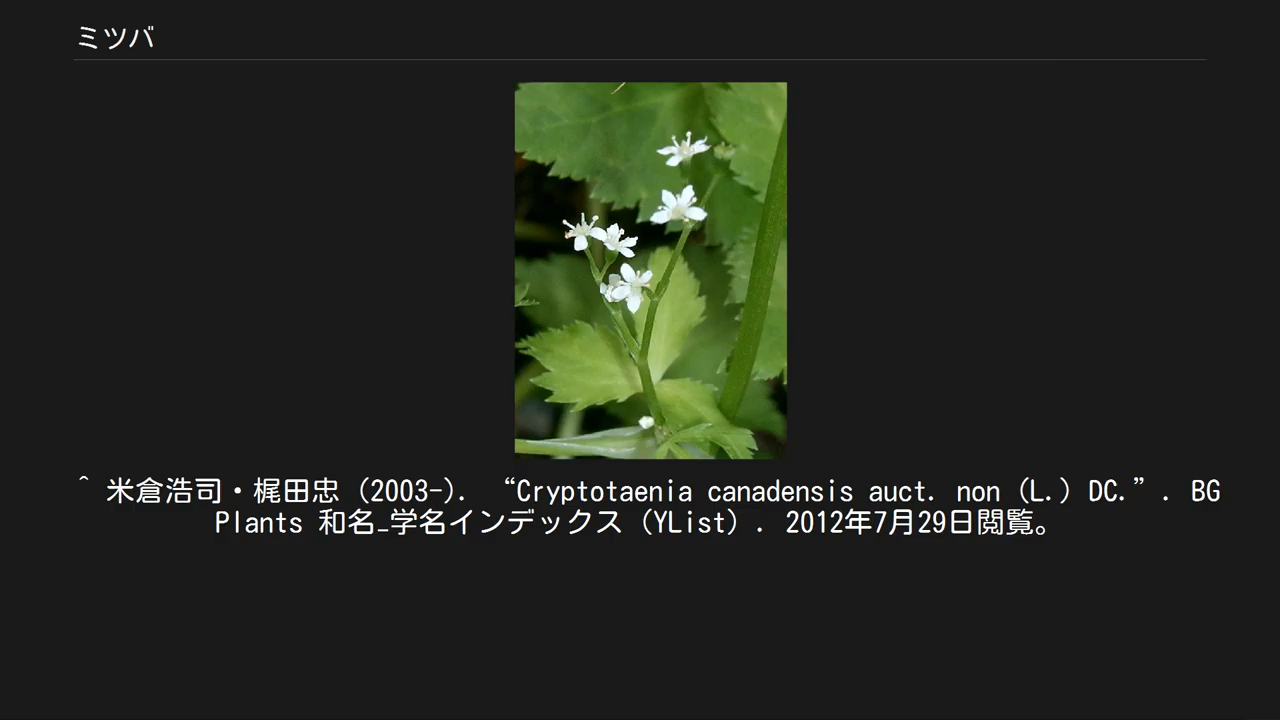 ミツバ
^ 米倉浩司・梶田忠 (2003-). “Cryptotaenia canadensis auct. non (L.) DC.”. BG
Plants 和名_学名インデックス (YList). 2012年7月29日閲覧。